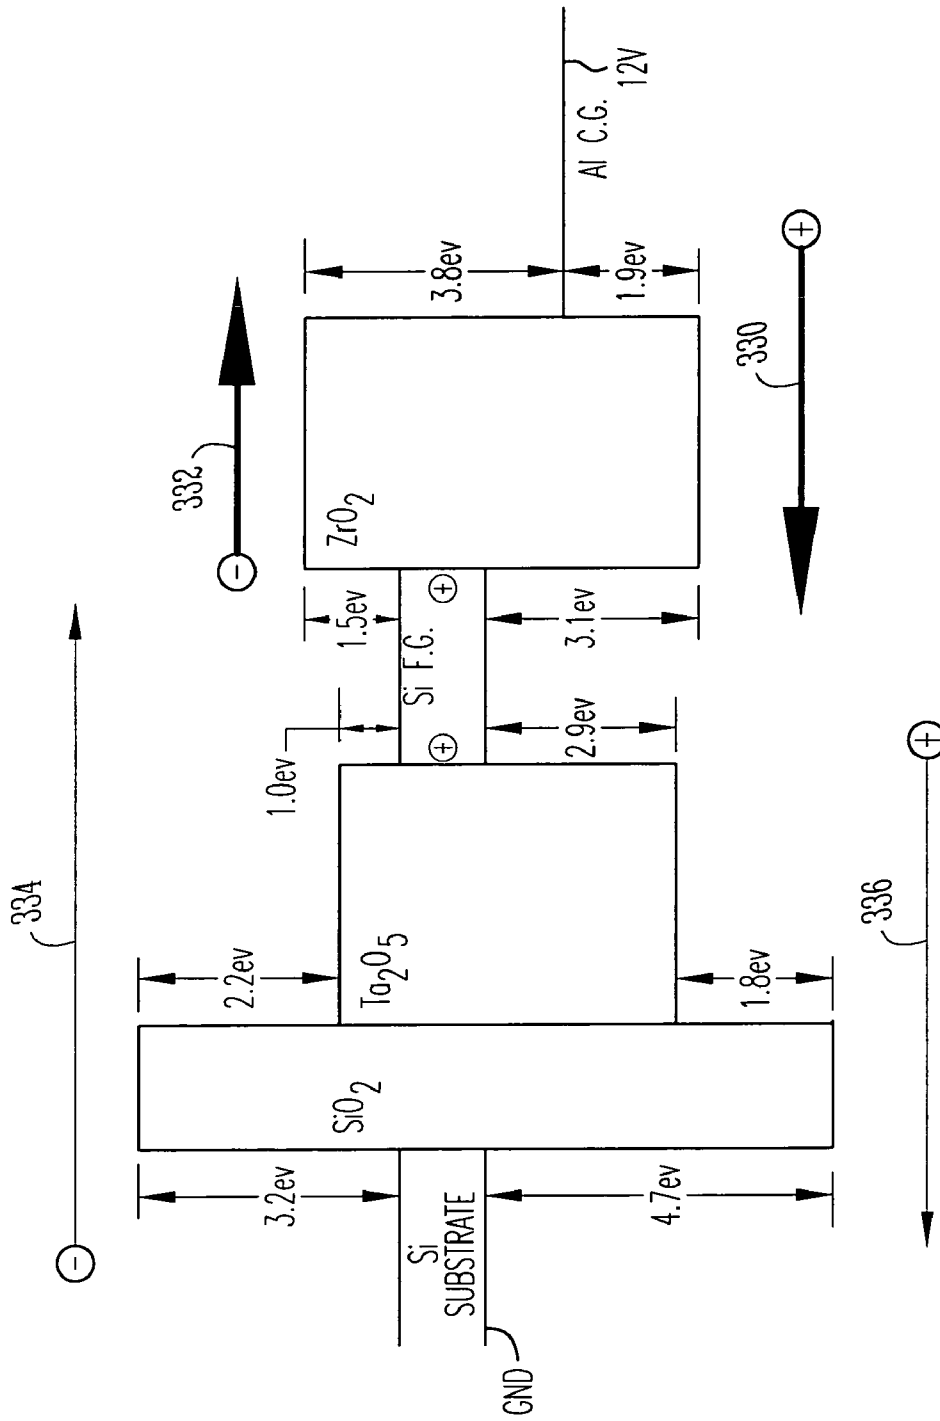 334
332
2.2ev
1.0ev
1.5ev
3.8ev
3.2ev
SiO2
Ta2O5
ZrO2
Si
SUBSTRATE
Si F.G.
Al C.G.
12V
GND
4.7ev
1.8ev
2.9ev
3.1ev
1.9ev
336
330